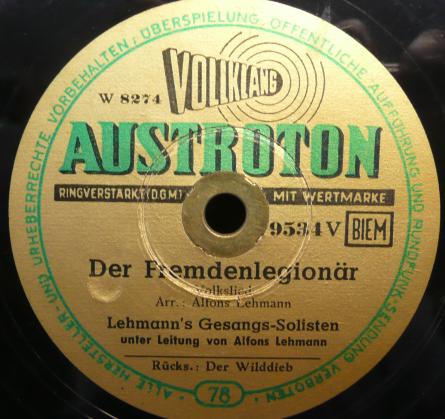 ALLE HERSTELLER- UND URHEBERRECHTE VORBEHALTEN; ÜBERSPIELUNG, ÖFFENTLICHE AUFFÜHRUNG UND RUNDFUNK-SENDUNG VERBOTEN
VOLLKLANG
W 8274
AUSTROTON
RINGVERSTÄRKT (D.G.M.) MIT WERTMARKE
9534 V BIEM
Der Fremdenlegionär
Volkslied
Arr.: Alfons Lehmann
Lehmann's Gesangs-Solisten
unter Leitung von Alfons Lehmann
Rücks.: Der Wilddieb
78